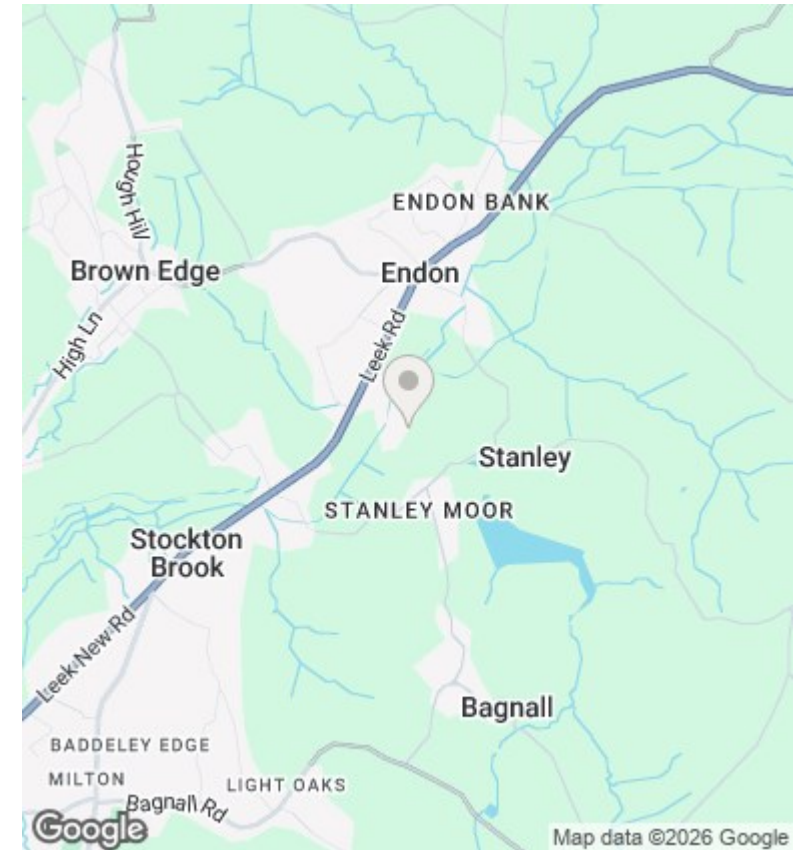 ENDON BANK
Hough Hill
Brown Edge
Endon
High Ln
Leek Rd
Stanley
STANLEY MOOR
Stockton
Brook
Leek New Rd
Bagnall
BADDELEY EDGE
MILTON
LIGHT OAKS
Bagnall Rd
Google
Map data ©2026 Google